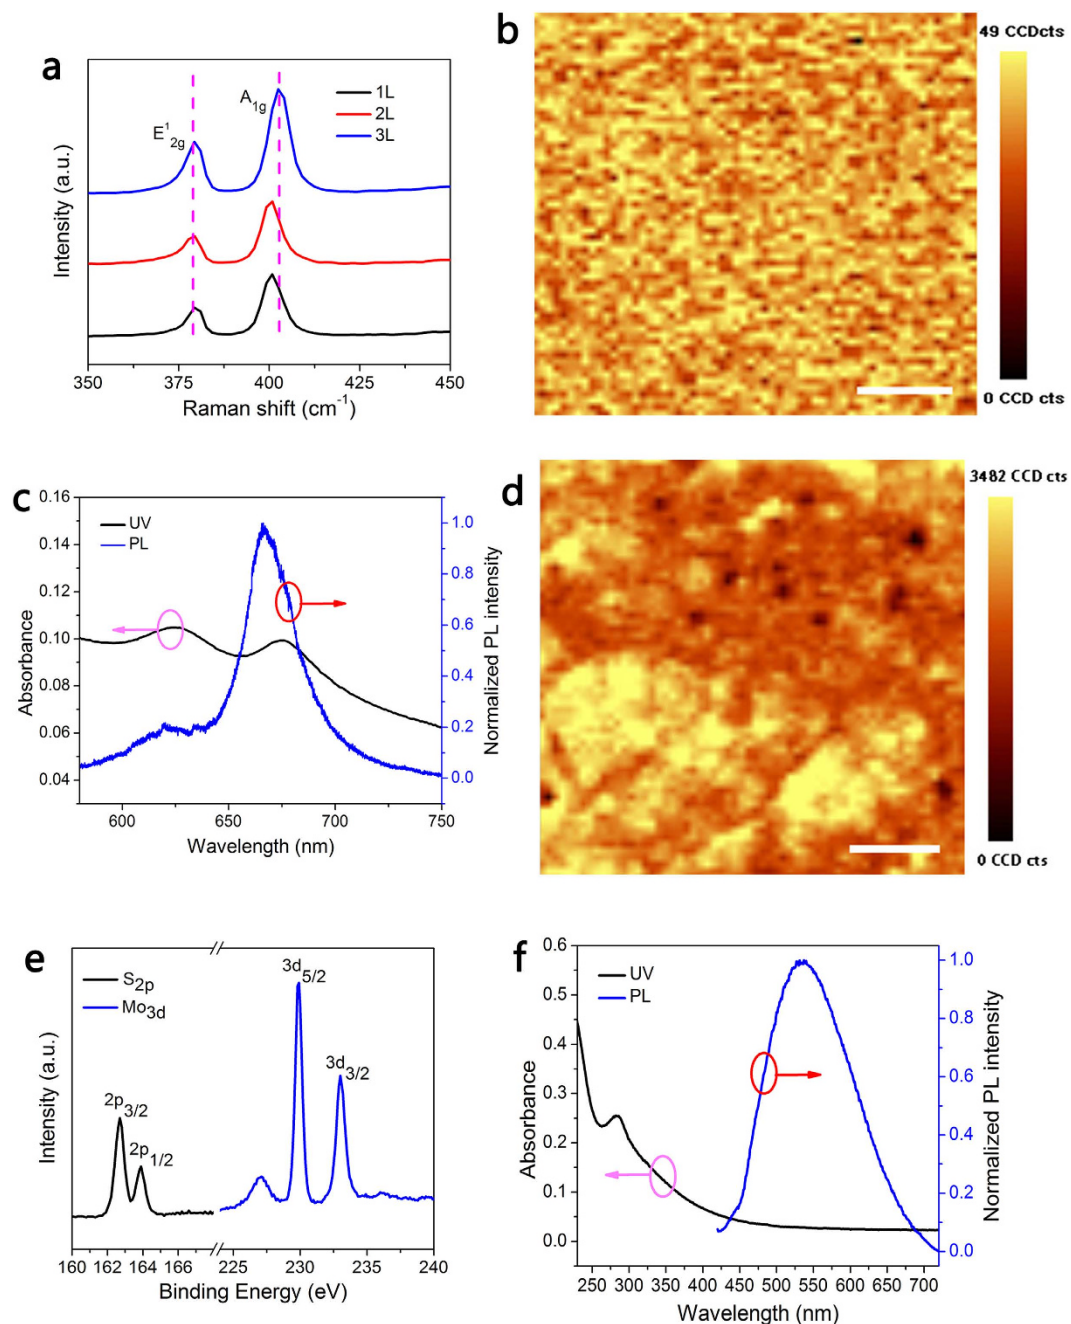 a
1L
2L
3L
E¹₂g
A₁g
Intensity (a.u.)
350 375 400 425 450
Raman shift (cm⁻¹)
b
49 CCDcts
0 CCD cts
c
UV
PL
0.16
0.14
0.12
0.10
0.08
0.06
0.04
Absorbance
1.0
0.8
0.6
0.4
0.2
0.0
Normalized PL intensity
600 650 700 750
Wavelength (nm)
d
3482 CCD cts
0 CCD cts
e
S2p
Mo3d
2p3/2
2p1/2
3d5/2
3d3/2
Intensity (a.u.)
160 162 164 166 225 230 235 240
Binding Energy (eV)
f
UV
PL
0.6
0.5
0.4
0.3
0.2
0.1
0.0
Absorbance
1.0
0.8
0.6
0.4
0.2
0.0
Normalized PL intensity
250 300 350 400 450 500 550 600 650 700
Wavelength (nm)